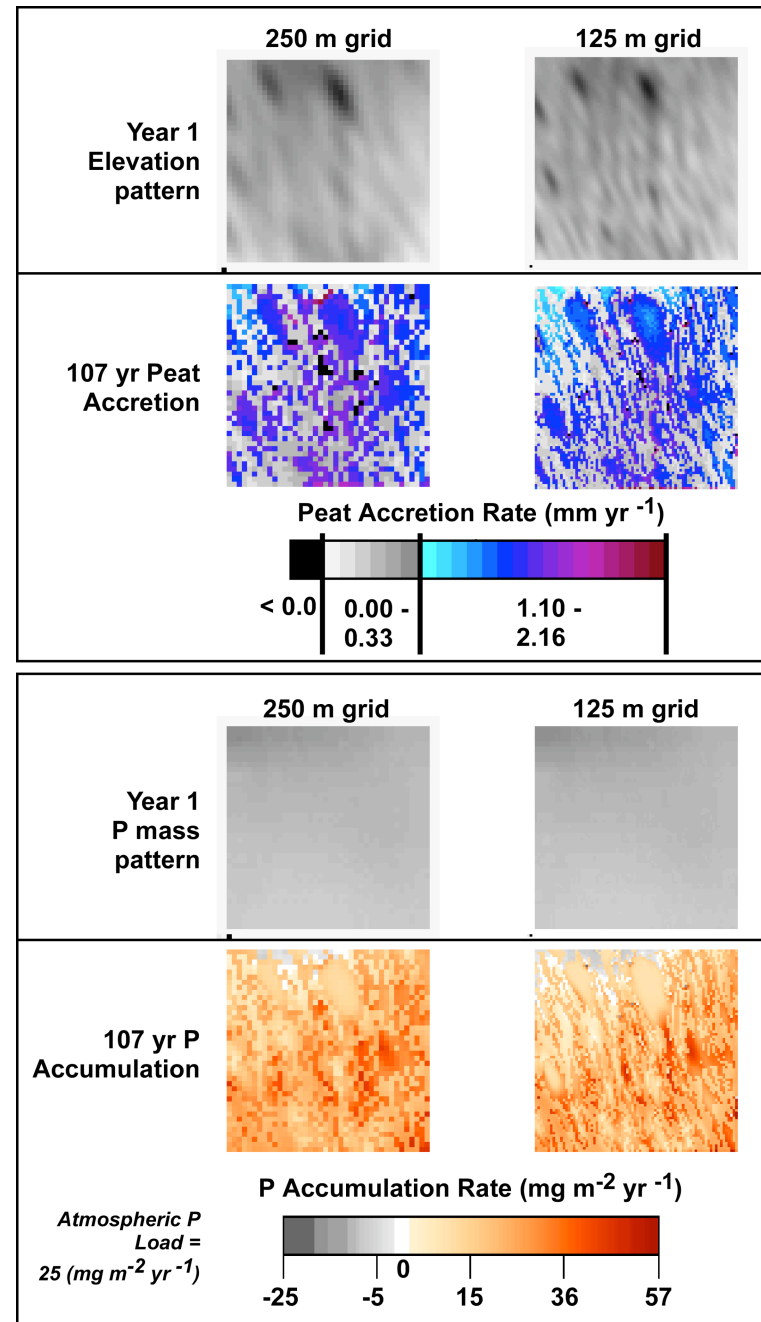 250 m grid
125 m grid
Year 1
Elevation
pattern
107 yr Peat
Accretion
Peat Accretion Rate (mm yr -1)
< 0.0
0.00 -
0.33
1.10 -
2.16
250 m grid
125 m grid
Year 1
P mass
pattern
107 yr P
Accumulation
P Accumulation Rate (mg m-2 yr -1)
Atmospheric P
Load =
25 (mg m-2 yr -1)
-25
-5
0
15
36
57